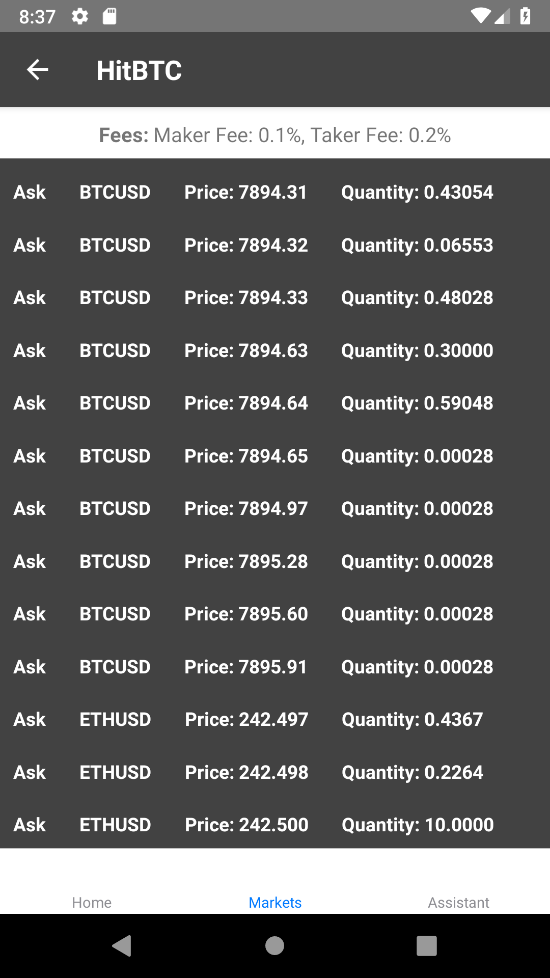 8:37
HitBTC
Fees: Maker Fee: 0.1%, Taker Fee: 0.2%
Ask BTCUSD Price: 7894.31 Quantity: 0.43054
Ask BTCUSD Price: 7894.32 Quantity: 0.06553
Ask BTCUSD Price: 7894.33 Quantity: 0.48028
Ask BTCUSD Price: 7894.63 Quantity: 0.30000
Ask BTCUSD Price: 7894.64 Quantity: 0.59048
Ask BTCUSD Price: 7894.65 Quantity: 0.00028
Ask BTCUSD Price: 7894.97 Quantity: 0.00028
Ask BTCUSD Price: 7895.28 Quantity: 0.00028
Ask BTCUSD Price: 7895.60 Quantity: 0.00028
Ask BTCUSD Price: 7895.91 Quantity: 0.00028
Ask ETHUSD Price: 242.497 Quantity: 0.4367
Ask ETHUSD Price: 242.498 Quantity: 0.2264
Ask ETHUSD Price: 242.500 Quantity: 10.0000
Home Markets Assistant